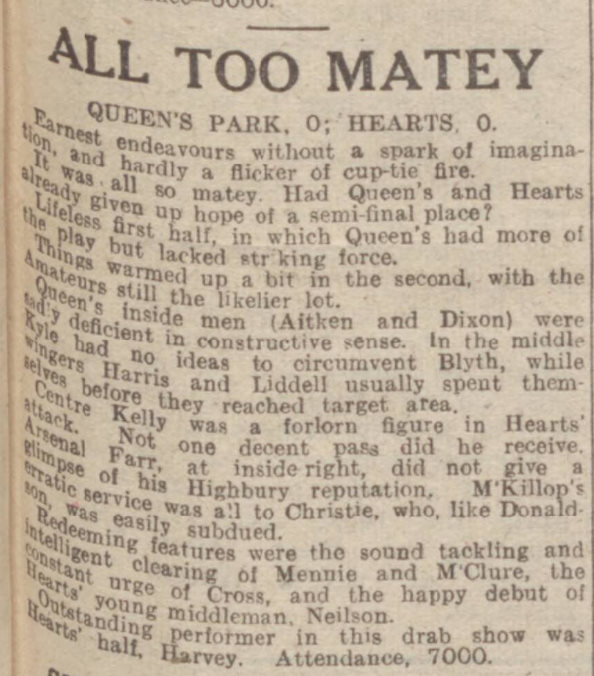 ALL TOO MATEY
QUEEN'S PARK, 0; HEARTS, 0.
Earnest endeavours without a spark of imagina-
tion, and hardly a flicker of cup-tie fire.
It was all so matey. Had Queen's and Hearts
already given up hope of a semi-final place?
Lifeless first half, in which Queen's had more of
the play but lacked str king force.
Things warmed up a bit in the second, with the
Amateurs still the likelier lot.
Queen's inside men (Aitken and Dixon) were
sad'y deficient in constructive sense. In the middle
Kyle had no ideas to circumvent Blyth, while
wingers Harris and Liddell usually spent them-
selves before they reached target area.
Centre Kelly was a forlorn figure in Hearts'
attack. Not one decent pass did he receive.
Arsenal Farr, at inside-right, did not give a
glimpse of his Highbury reputation. M'Killop's
erratic service was a'l to Christie, who, like Donald-
son, was easily subdued.
Redeeming features were the sound tackling and
intelligent clearing of Mennie and M'Clure, the
constant urge of Cross, and the happy debut of
Hearts' young middleman, Neilson.
Outstanding performer in this drab show was
Hearts' half, Harvey. Attendance, 7000.